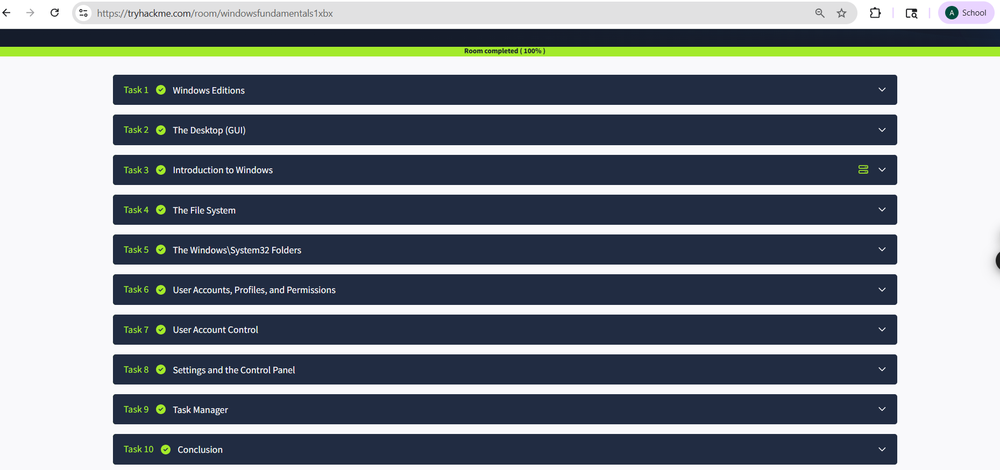 https://tryhackme.com/room/windowsfundamentals1xbx
A School
Room completed ( 100% )
Task 1 Windows Editions
Task 2 The Desktop (GUI)
Task 3 Introduction to Windows
Task 4 The File System
Task 5 The Windows\System32 Folders
Task 6 User Accounts, Profiles, and Permissions
Task 7 User Account Control
Task 8 Settings and the Control Panel
Task 9 Task Manager
Task 10 Conclusion